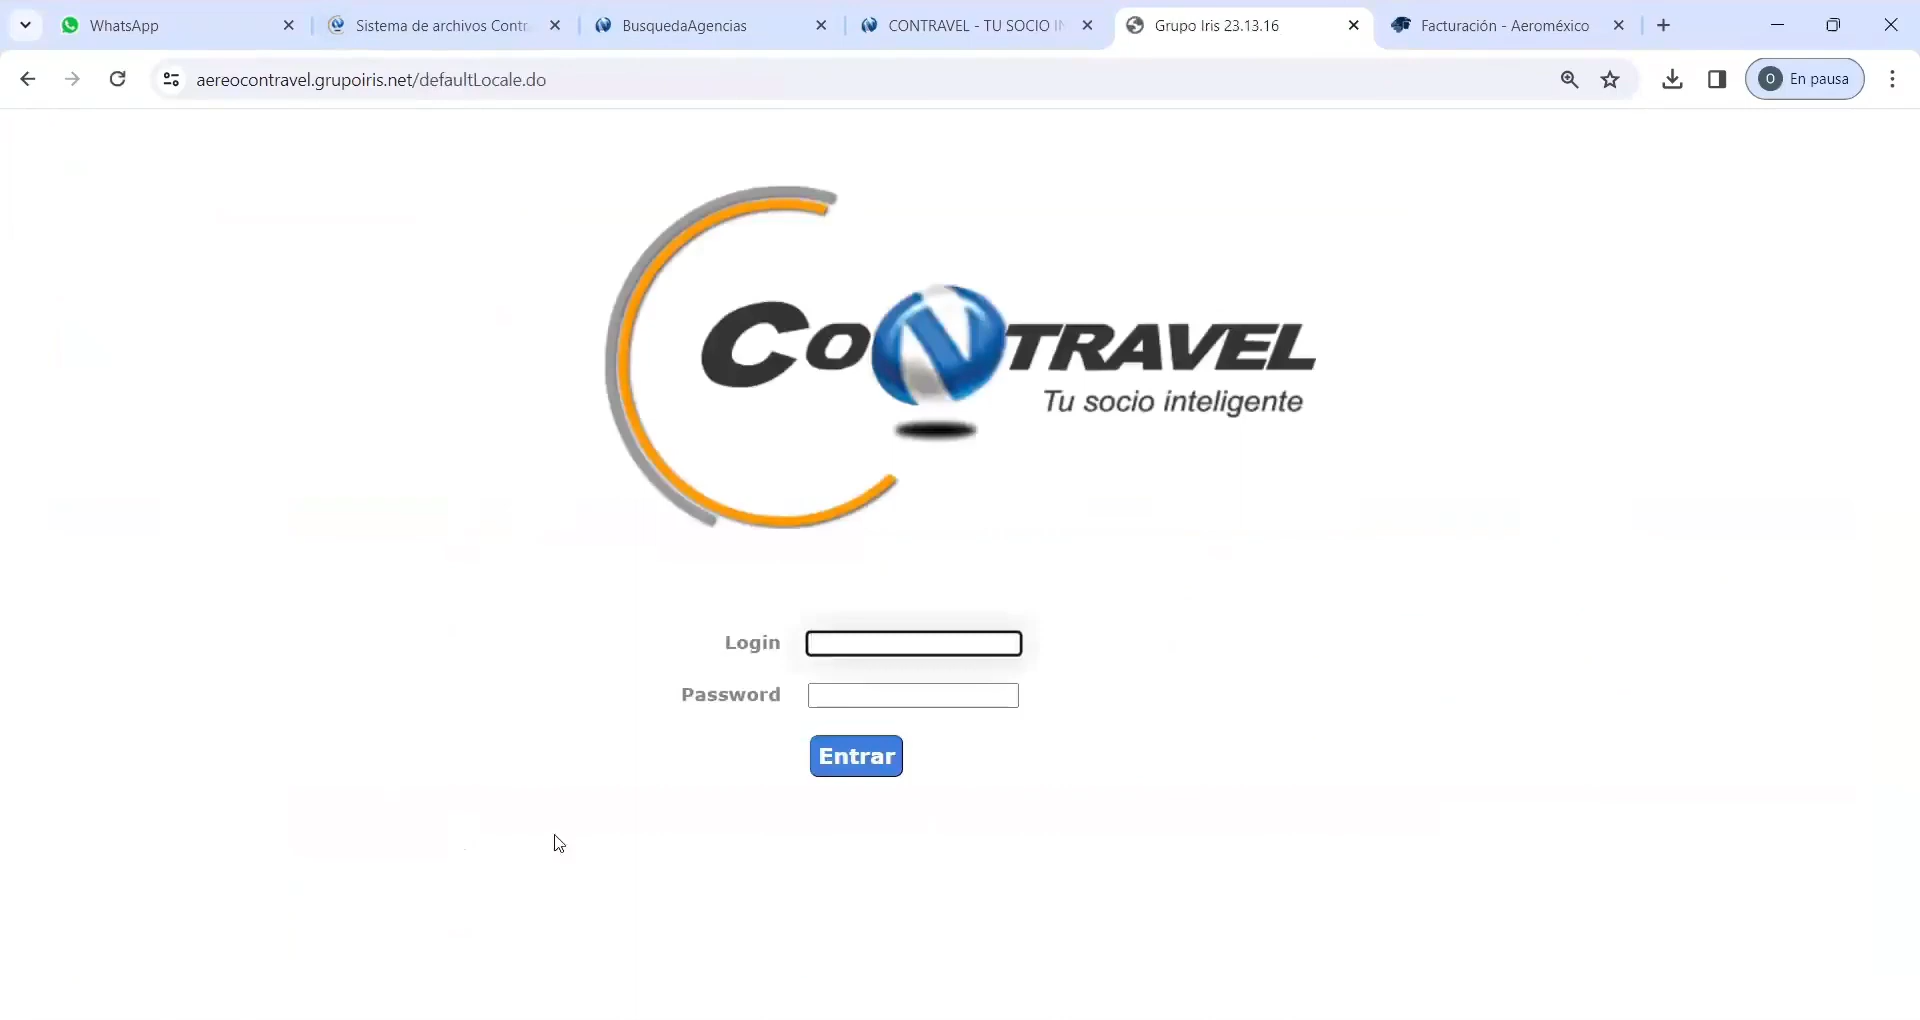 WhatsApp
Sistema de archivos Contr
BusquedaAgencias
CONTRAVEL - TU SOCIO IN
Grupo Iris 23.13.16
Facturación - Aeroméxico
aereocontravel.grupoiris.net/defaultLocale.do
O
En pausa
CONTRAVEL
Tu socio inteligente
Login
Password
Entrar